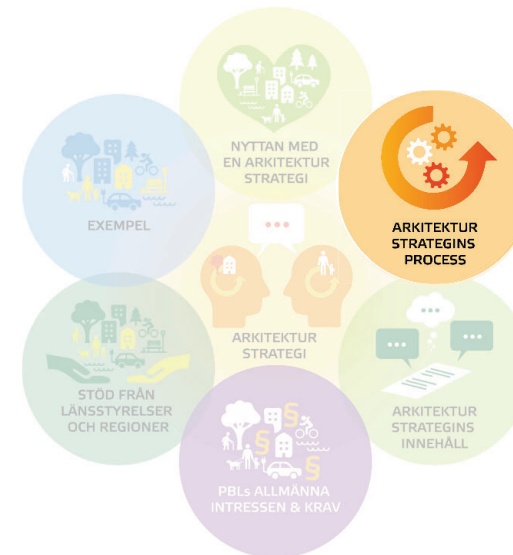 NYTTAN MED
EN ARKITEKTUR
STRATEGI
EXEMPEL
ARKITEKTUR
STRATEGINS
PROCESS
ARKITEKTUR
STRATEGI
STÖD FRÅN
LÄNSSTYRELSER
OCH REGIONER
ARKITEKTUR
STRATEGINS
INNEHÅLL
§
§
§
PBLs ALLMÄNNA
INTRESSEN & KRAV